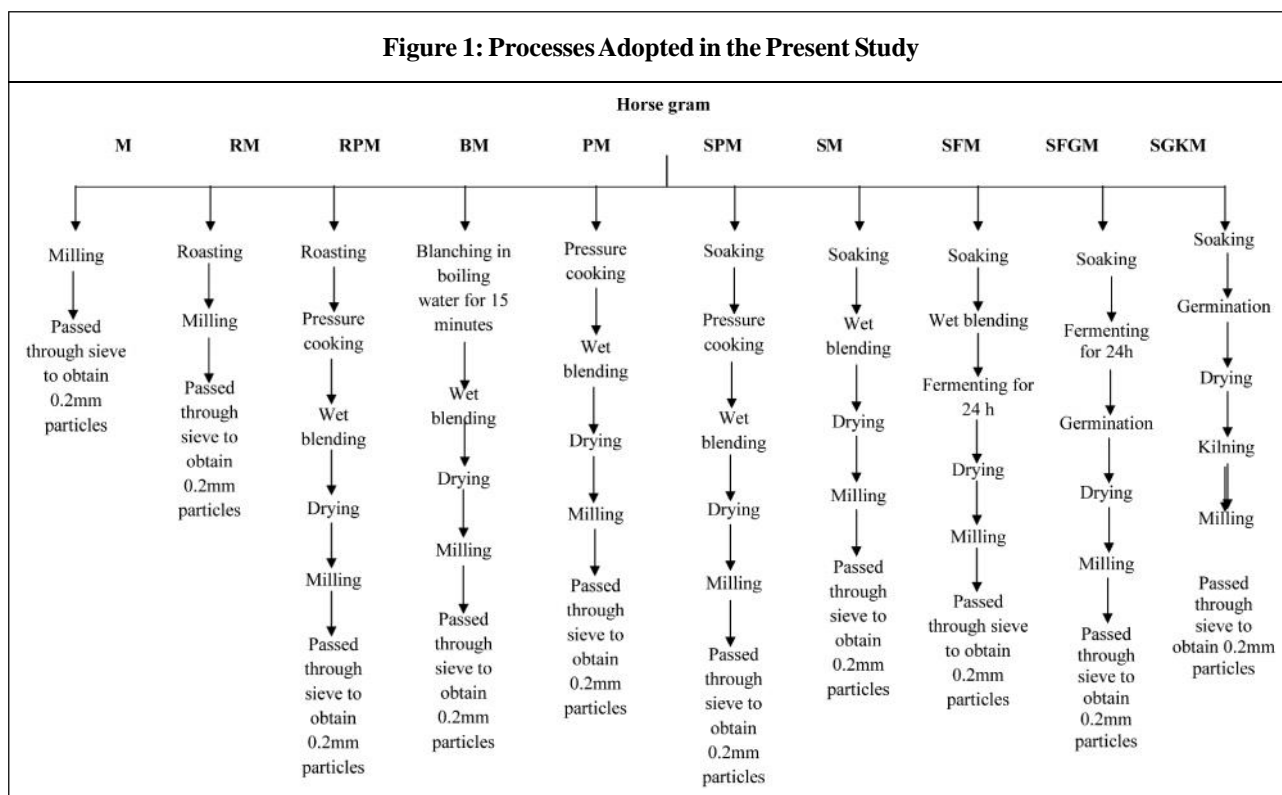 Figure 1: Processes Adopted in the Present Study
Horse gram
M RM RPM BM PM SPM SM SFM SFGM SGKM
Milling
Passed
through sieve
to obtain
0.2mm
particles
Roasting
Milling
Passed
through
sieve to
obtain
0.2mm
particles
Roasting
Pressure
cooking
Wet
blending
Drying
Milling
Passed
through
sieve to
obtain
0.2mm
particles
Blanching in
boiling
water for 15
minutes
Wet
blending
Drying
Milling
Passed
through
sieve to
obtain
0.2mm
particles
Pressure
cooking
Wet
blending
Drying
Milling
Passed
through
sieve to
obtain
0.2mm
particles
Soaking
Pressure
cooking
Wet
blending
Drying
Milling
Passed
through
sieve to
obtain
0.2mm
particles
Soaking
Wet
blending
Drying
Milling
Passed
through
sieve to
obtain
0.2mm
particles
Soaking
Wet blending
Fermenting for
24 h
Drying
Milling
Passed
through sieve
to obtain
0.2mm
particles
Soaking
Fermenting
for 24h
Germination
Drying
Milling
Passed
through
sieve to
obtain
0.2mm
particles
Soaking
Germination
Drying
Kilning
Milling
Passed
through
sieve to
obtain 0.2mm
particles